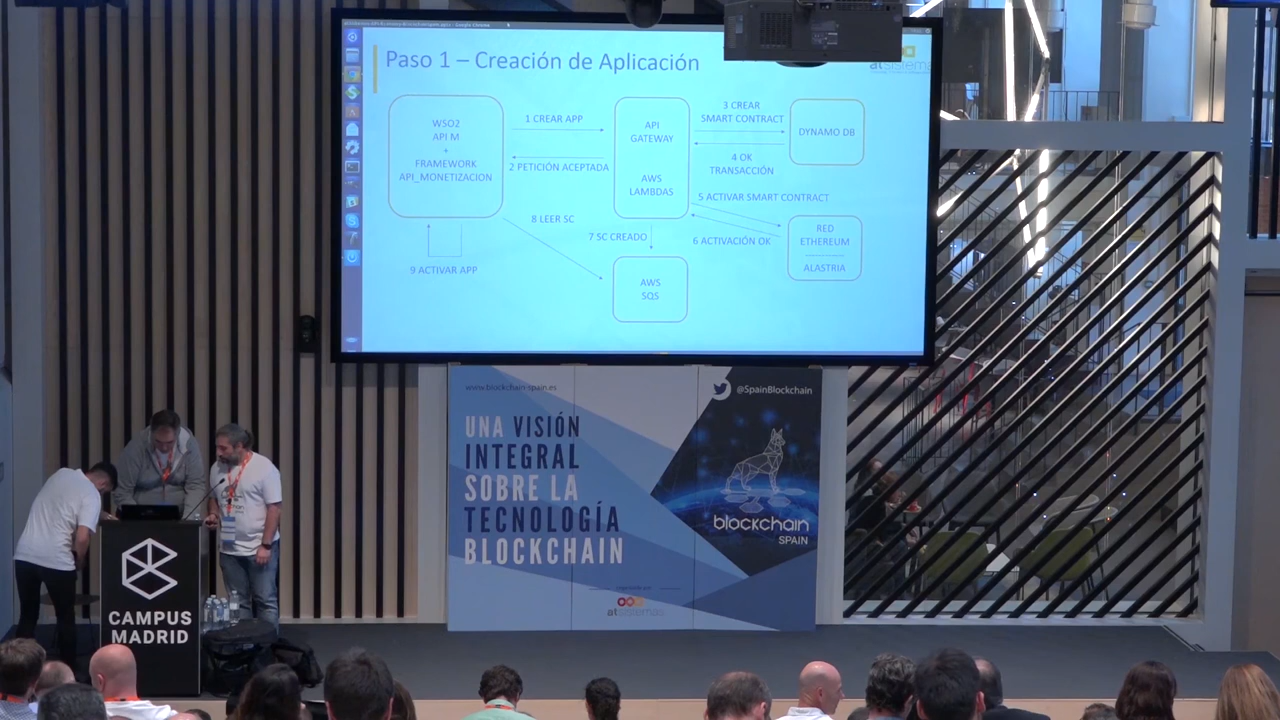 Paso 1 – Creación de Aplicación
atsistemas
WSO2
API M
+
FRAMEWORK
API_MONETIZACION
1 CREAR APP
2 PETICIÓN ACEPTADA
API
GATEWAY
AWS
LAMBDAS
3 CREAR
SMART CONTRACT
4 OK
TRANSACCIÓN
DYNAMO DB
5 ACTIVAR SMART CONTRACT
6 ACTIVACIÓN OK
RED
ETHEREUM
ALASTRIA
7 SC CREADO
8 LEER SC
9 ACTIVAR APP
AWS
SQS
www.blockchain-spain.es
@SpainBlockchain
UNA VISIÓN
INTEGRAL
SOBRE LA
TECNOLOGÍA
BLOCKCHAIN
blockchain
SPAIN
atsistemas
CAMPUS
MADRID